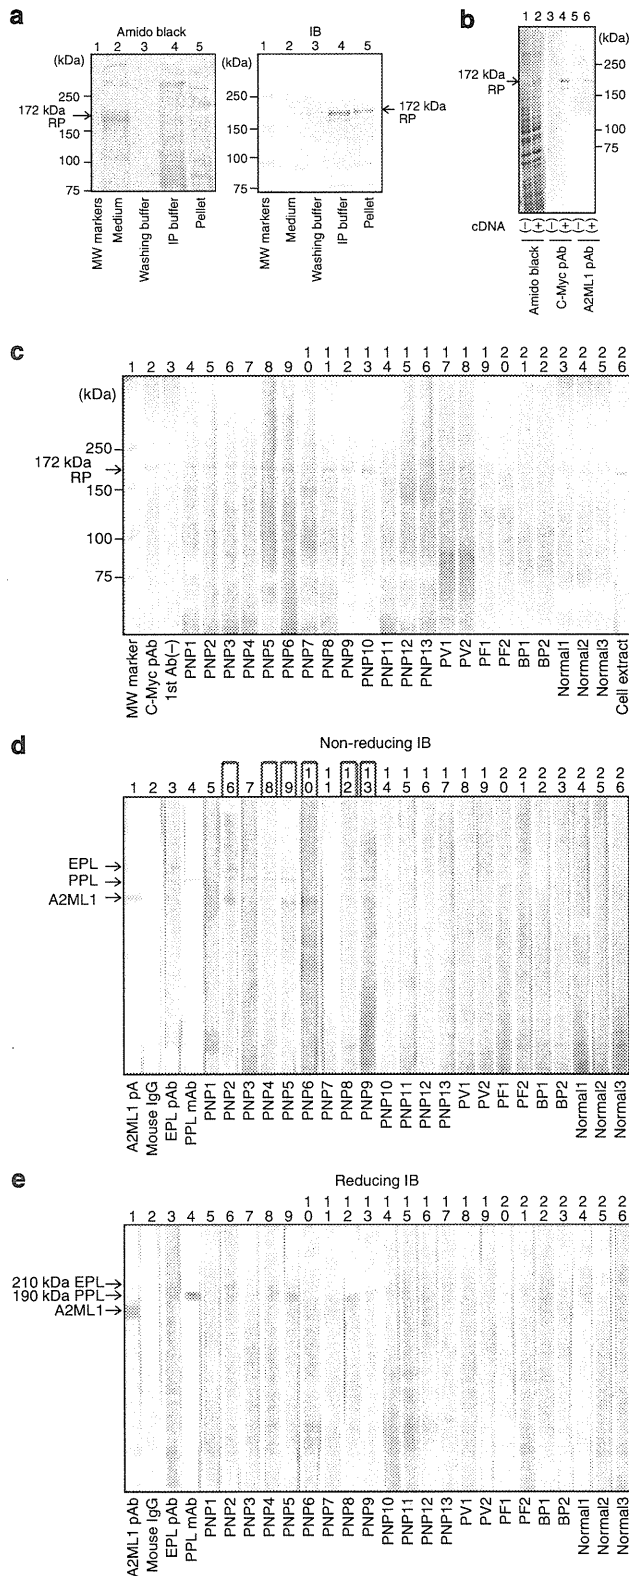 a
Amido black
IB
1 2 3 4 5
1 2 3 4 5
(kDa)
(kDa)
250
172 kDa
RP
150
100
75
250
172 kDa
RP
150
100
75
MW markers
Medium
Washing buffer
IP buffer
Pellet
MW markers
Medium
Washing buffer
IP buffer
Pellet
b
1 2 3 4 5 6
(kDa)
250
172 kDa
RP
150
100
75
cDNA (−) (+) (−) (+) (−) (+)
Amido black
C-Myc pAb
A2ML1 pAb
c
1 2 3 4 5 6 7 8 9 10 11 12 13 14 15 16 17 18 19 20 21 22 23 24 25 26
(kDa)
250
172 kDa
RP
150
100
75
MW marker
C-Myc pAb
1st Ab(−)
PNP1
PNP2
PNP3
PNP4
PNP5
PNP6
PNP7
PNP8
PNP9
PNP10
PNP11
PNP12
PNP13
PV1
PV2
PF1
PF2
BP1
BP2
Normal1
Normal2
Normal3
Cell extract
d
Non-reducing IB
1 2 3 4 5 6 7 8 9 10 11 12 13 14 15 16 17 18 19 20 21 22 23 24 25 26
EPL
PPL
A2ML1
A2ML1 pA
Mouse IgG
EPL pAb
PPL mAb
PNP1
PNP2
PNP3
PNP4
PNP5
PNP6
PNP7
PNP8
PNP9
PNP10
PNP11
PNP12
PNP13
PV1
PV2
PF1
PF2
BP1
BP2
Normal1
Normal2
Normal3
e
Reducing IB
1 2 3 4 5 6 7 8 9 10 11 12 13 14 15 16 17 18 19 20 21 22 23 24 25 26
210 kDa EPL
190 kDa PPL
A2ML1
A2ML1 pAb
Mouse IgG
EPL pAb
PPL mAb
PNP1
PNP2
PNP3
PNP4
PNP5
PNP6
PNP7
PNP8
PNP9
PNP10
PNP11
PNP12
PNP13
PV1
PV2
PF1
PF2
BP1
BP2
Normal1
Normal2
Normal3